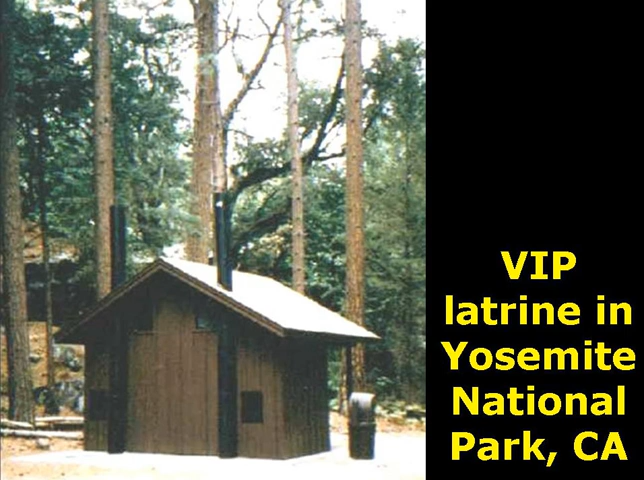 VIP
latrine in
Yosemite
National
Park, CA